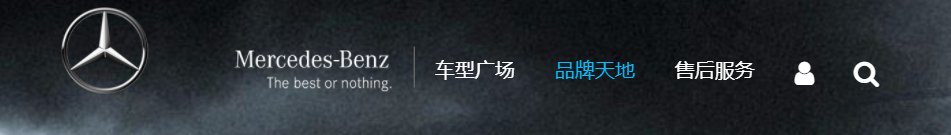 Mercedes-Benz
The best or nothing.
车型广场 品牌天地 售后服务